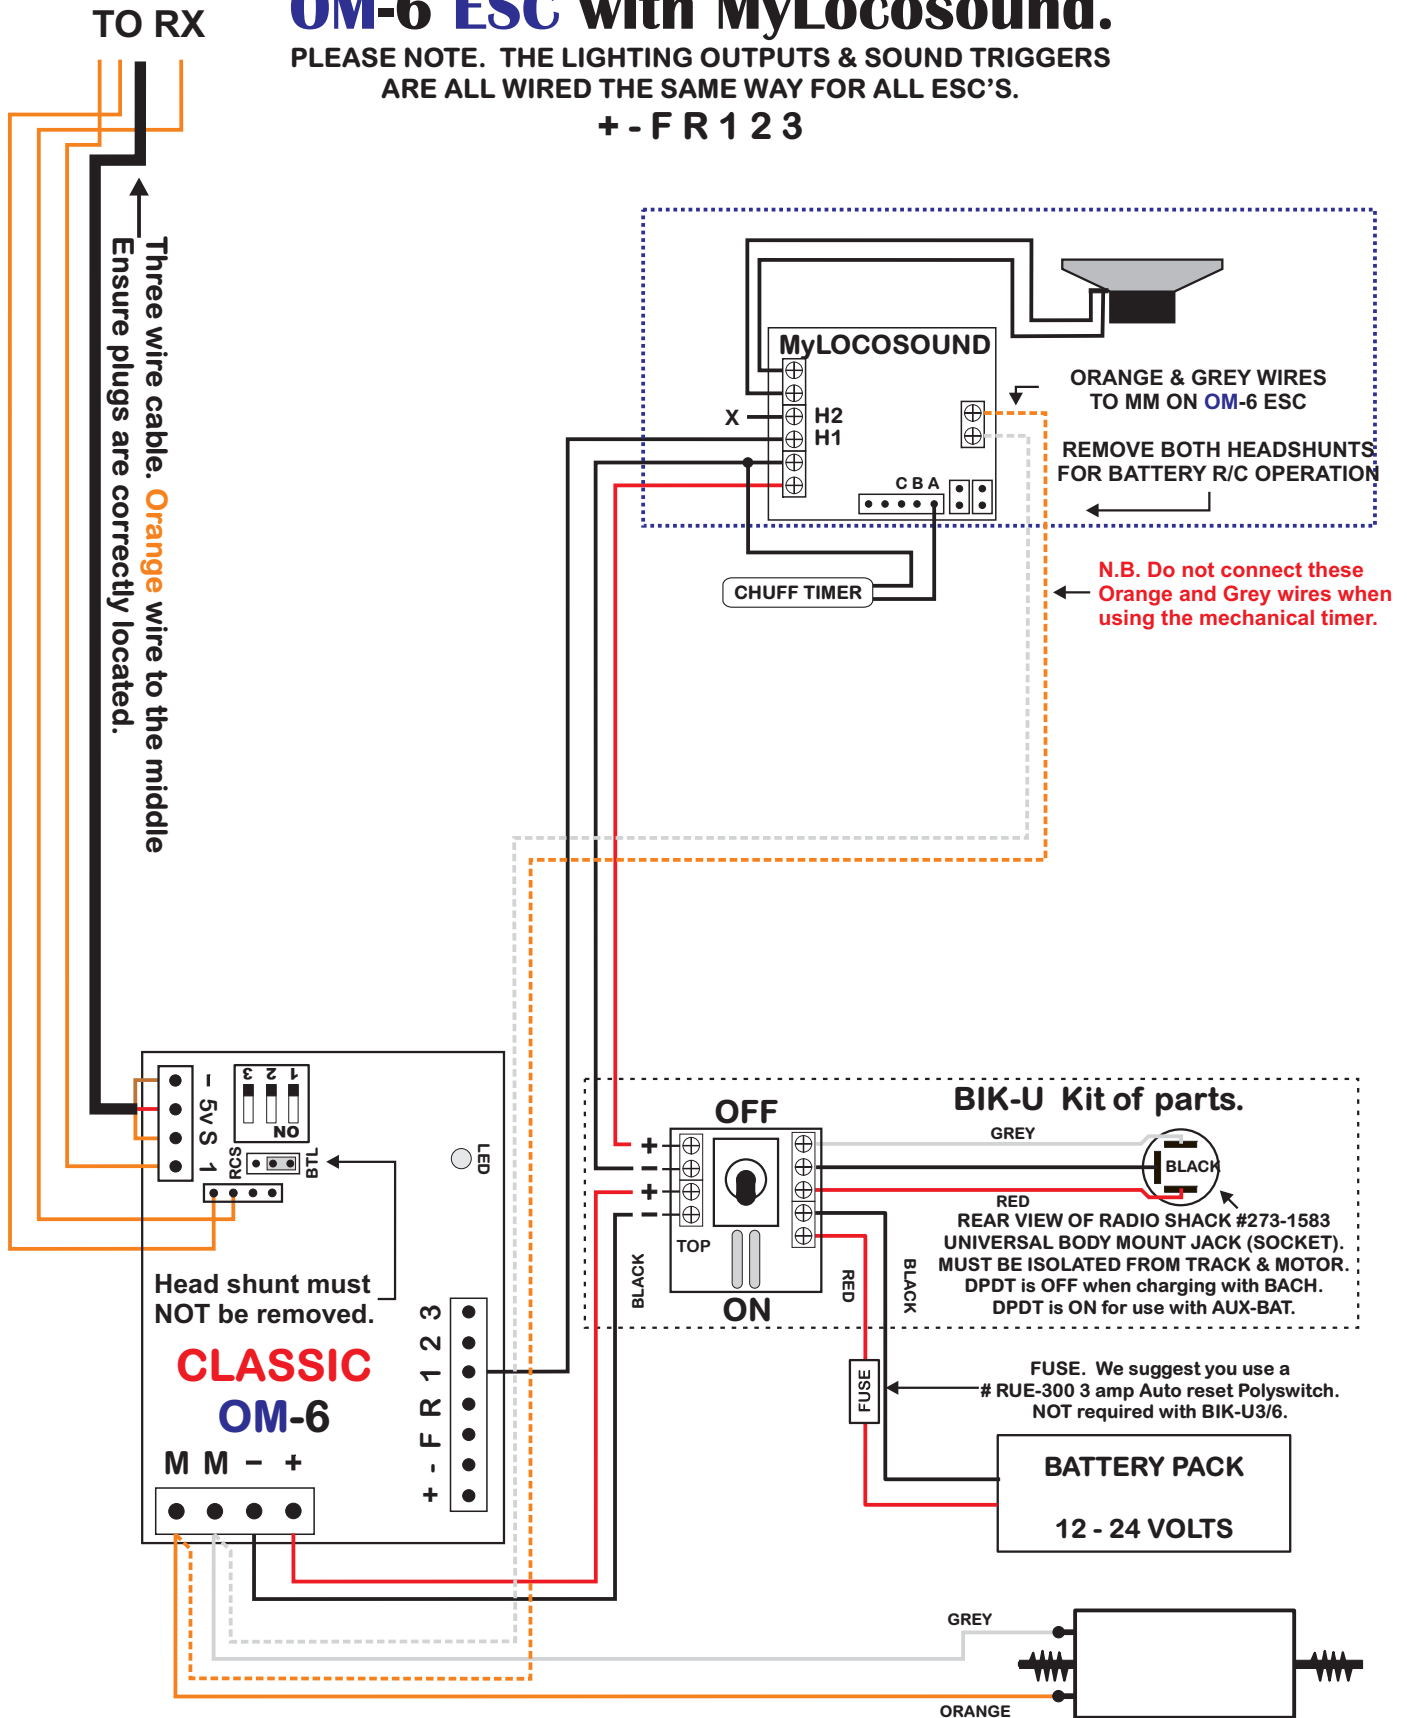 TO RX
OM-6 ESC with MyLocosound.
PLEASE NOTE. THE LIGHTING OUTPUTS & SOUND TRIGGERS
ARE ALL WIRED THE SAME WAY FOR ALL ESC'S.
+ - F R 1 2 3
Three wire cable. Orange wire to the middle
Ensure plugs are correctly located.
MyLOCOSOUND
X
H2
H1
C B A
ORANGE & GREY WIRES
TO MM ON OM-6 ESC
REMOVE BOTH HEADSHUNTS
FOR BATTERY R/C OPERATION
CHUFF TIMER
N.B. Do not connect these
Orange and Grey wires when
using the mechanical timer.
– 5v S 1
3 2 1
NO
RCS
BTL
LED
Head shunt must
NOT be removed.
CLASSIC
OM-6
M M – +
+ - F R 1 2 3
BIK-U Kit of parts.
OFF
+
–
+
–
TOP
ON
GREY
BLACK
RED
BLACK
RED
BLACK
REAR VIEW OF RADIO SHACK #273-1583
UNIVERSAL BODY MOUNT JACK (SOCKET).
MUST BE ISOLATED FROM TRACK & MOTOR.
DPDT is OFF when charging with BACH.
DPDT is ON for use with AUX-BAT.
FUSE
FUSE. We suggest you use a
# RUE-300 3 amp Auto reset Polyswitch.
NOT required with BIK-U3/6.
BATTERY PACK
12 - 24 VOLTS
GREY
ORANGE